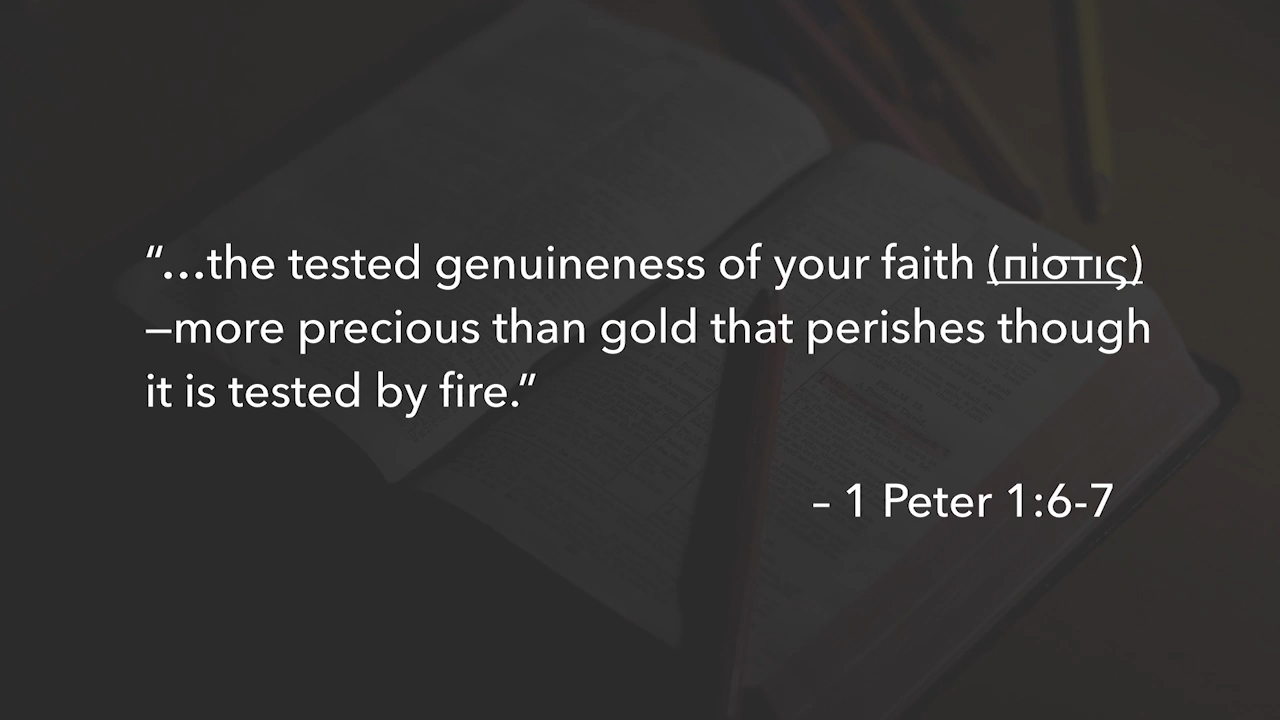 “…the tested genuineness of your faith (πίστις)
—more precious than gold that perishes though
it is tested by fire.”
– 1 Peter 1:6-7